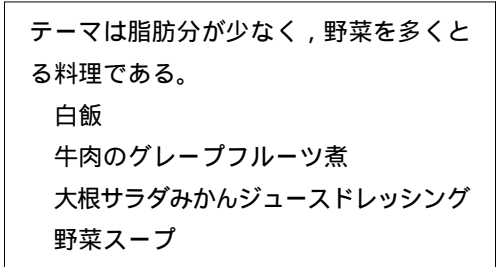 テーマは脂肪分が少なく，野菜を多くと
る料理である。
白飯
牛肉のグレープフルーツ煮
大根サラダみかんジュースドレッシング
野菜スープ